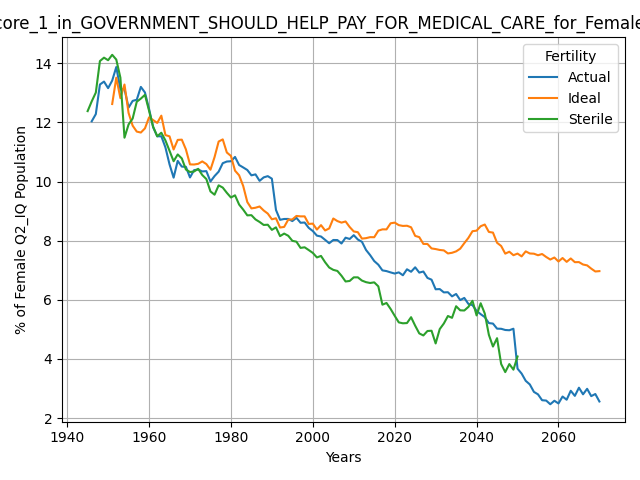 core_1_in_GOVERNMENT_SHOULD_HELP_PAY_FOR_MEDICAL_CARE_for_Female
Fertility
Actual
Ideal
Sterile
% of Female Q2_IQ Population
14
12
10
8
6
4
2
1940 1960 1980 2000 2020 2040 2060
Years